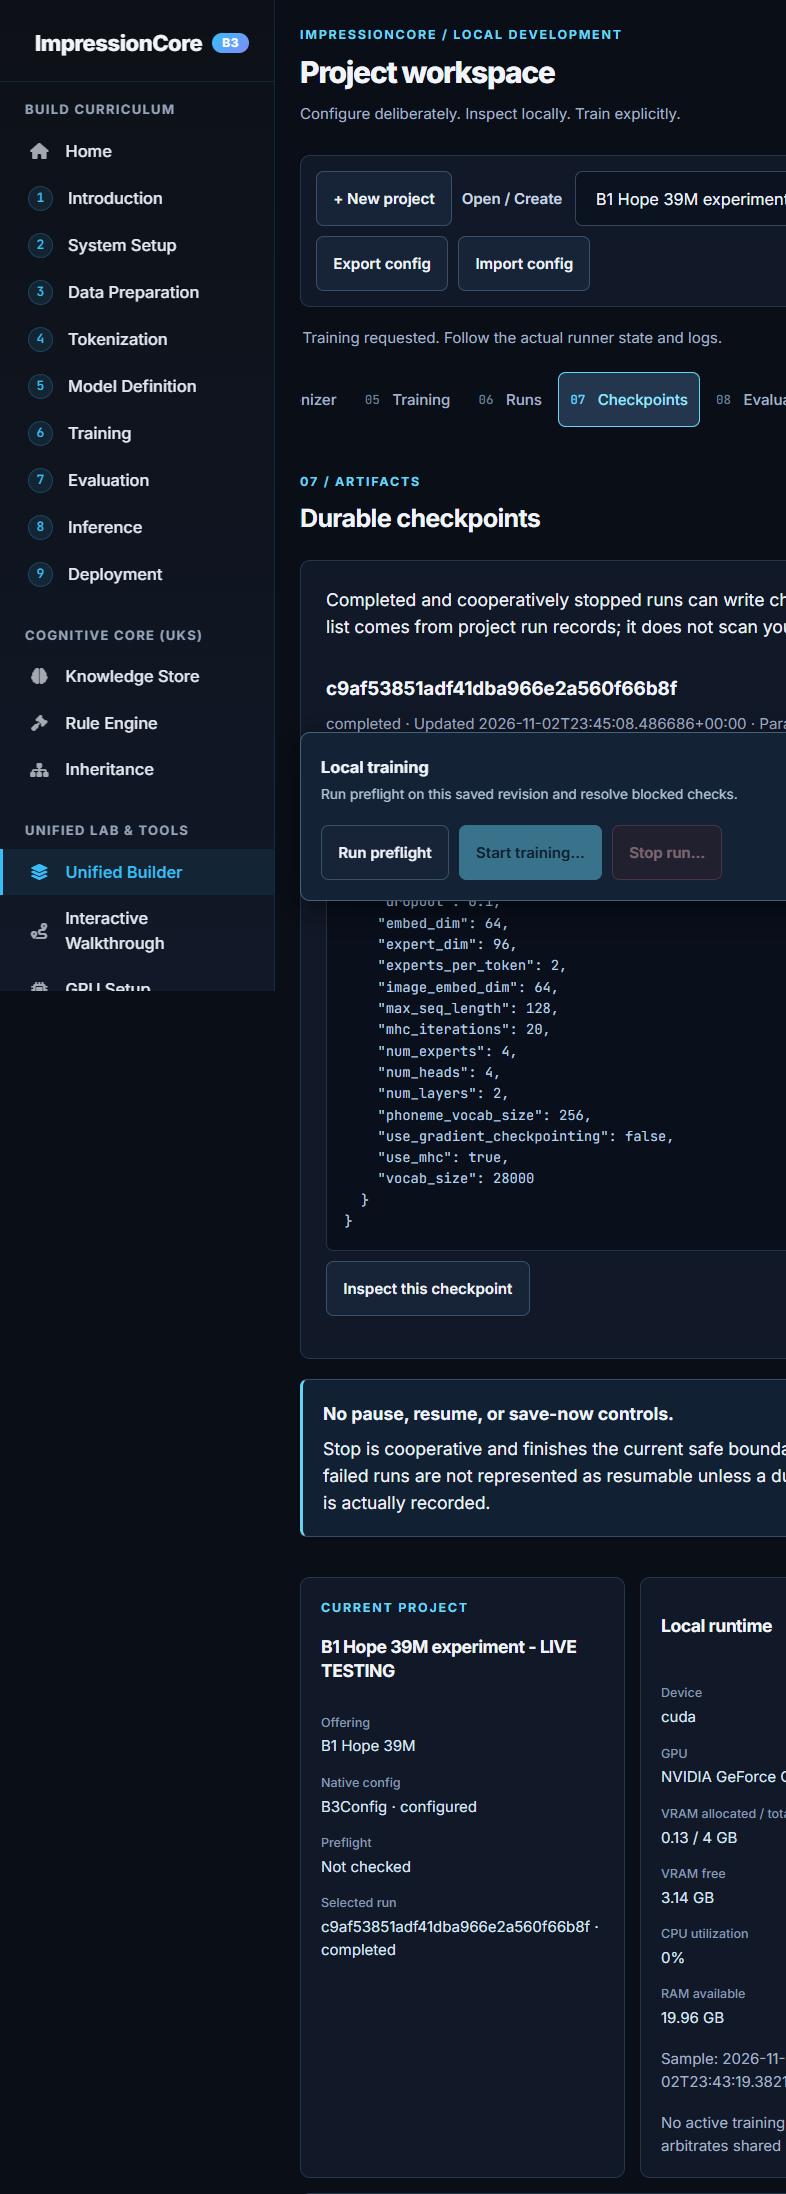 ImpressionCore B3
BUILD CURRICULUM
Home
1 Introduction
2 System Setup
3 Data Preparation
4 Tokenization
5 Model Definition
6 Training
7 Evaluation
8 Inference
9 Deployment
COGNITIVE CORE (UKS)
Knowledge Store
Rule Engine
Inheritance
UNIFIED LAB & TOOLS
Unified Builder
Interactive
Walkthrough
GPU Setup
IMPRESSIONCORE / LOCAL DEVELOPMENT
Project workspace
Configure deliberately. Inspect locally. Train explicitly.
+ New project Open / Create B1 Hope 39M experiment
Export config Import config
Training requested. Follow the actual runner state and logs.
nizer 05 Training 06 Runs 07 Checkpoints 08 Evalua
07 / ARTIFACTS
Durable checkpoints
Completed and cooperatively stopped runs can write ch
list comes from project run records; it does not scan you
c9af53851adf41dba966e2a560f66b8f
completed · Updated 2026-11-02T23:45:08.486686+00:00 · Para
Local training
Run preflight on this saved revision and resolve blocked checks.
Run preflight Start training... Stop run...
"dropout": 0.1,
"embed_dim": 64,
"expert_dim": 96,
"experts_per_token": 2,
"image_embed_dim": 64,
"max_seq_length": 128,
"mhc_iterations": 20,
"num_experts": 4,
"num_heads": 4,
"num_layers": 2,
"phoneme_vocab_size": 256,
"use_gradient_checkpointing": false,
"use_mhc": true,
"vocab_size": 28000
}
}
Inspect this checkpoint
No pause, resume, or save-now controls.
Stop is cooperative and finishes the current safe bounda
failed runs are not represented as resumable unless a du
is actually recorded.
CURRENT PROJECT
B1 Hope 39M experiment - LIVE
TESTING
Offering
B1 Hope 39M
Native config
B3Config · configured
Preflight
Not checked
Selected run
c9af53851adf41dba966e2a560f66b8f ·
completed
Local runtime
Device
cuda
GPU
NVIDIA GeForce G
VRAM allocated / tota
0.13 / 4 GB
VRAM free
3.14 GB
CPU utilization
0%
RAM available
19.96 GB
Sample: 2026-11-
02T23:43:19.3821
No active training
arbitrates shared